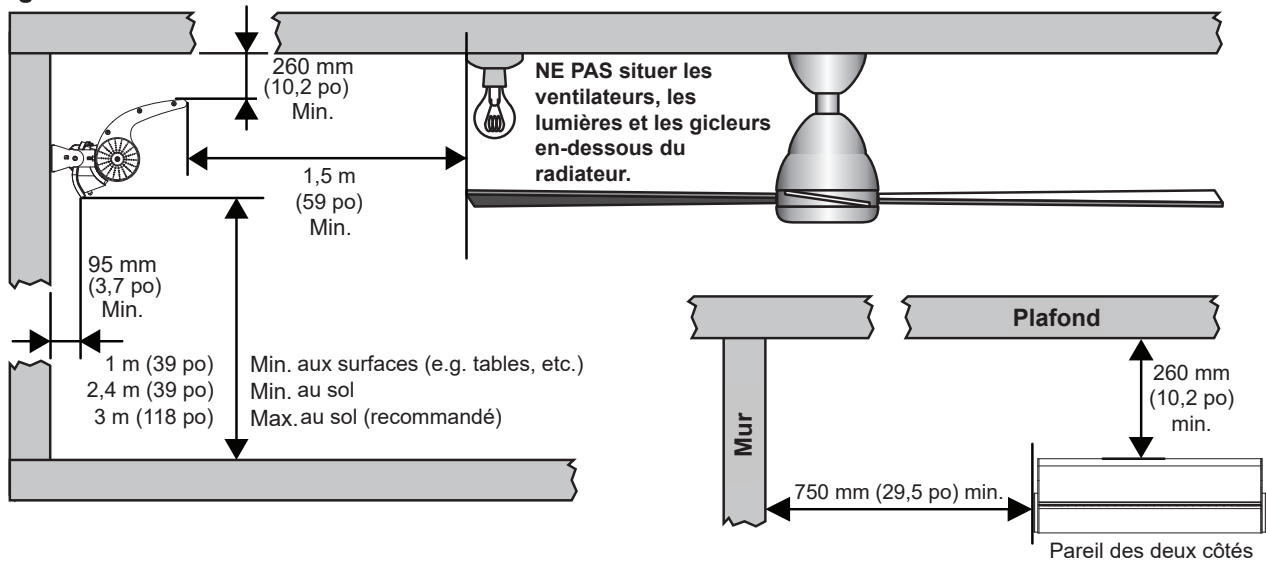 260 mm
(10,2 po)
Min.
NE PAS situer les
ventilateurs, les
lumières et les gicleurs
en-dessous du
radiateur.
1,5 m
(59 po)
Min.
95 mm
(3,7 po)
Min.
1 m (39 po) Min. aux surfaces (e.g. tables, etc.)
2,4 m (39 po) Min. au sol
3 m (118 po) Max. au sol (recommandé)
Plafond
Mur
260 mm
(10,2 po)
min.
750 mm (29,5 po) min.
Pareil des deux côtés